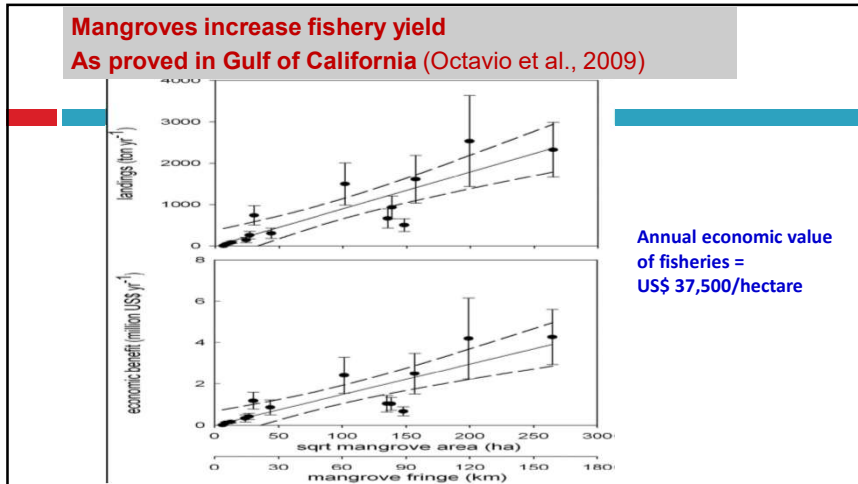 Mangroves increase fishery yield
As proved in Gulf of California (Octavio et al., 2009)
4000
3000
2000
1000
0
landings (ton yr⁻¹)
Annual economic value
of fisheries =
US$ 37,500/hectare
8
6
4
2
0
economic benefit (million US$ yr⁻¹)
0 50 100 150 200 250 300
sqrt mangrove area (ha)
0 30 60 90 120 150 180
mangrove fringe (km)